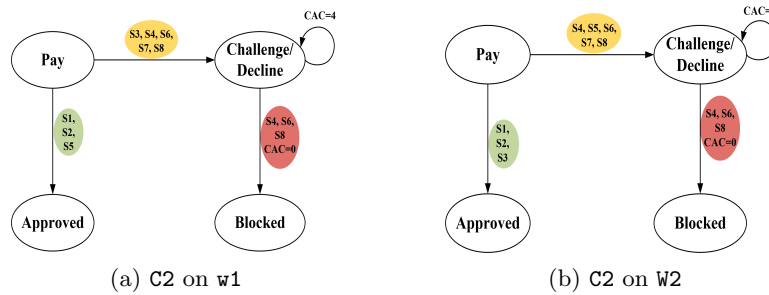 CAC=4
S3, S4, S6,
S7, S8
Pay
Challenge/
Decline
S1,
S2,
S5
S4, S6,
S8
CAC=0
Approved
Blocked
(a) C2 on w1
CAC=
S4, S5, S6,
S7, S8
Pay
Challenge/
Decline
S1,
S2,
S3
S4, S6,
S8
CAC=0
Approved
Blocked
(b) C2 on W2